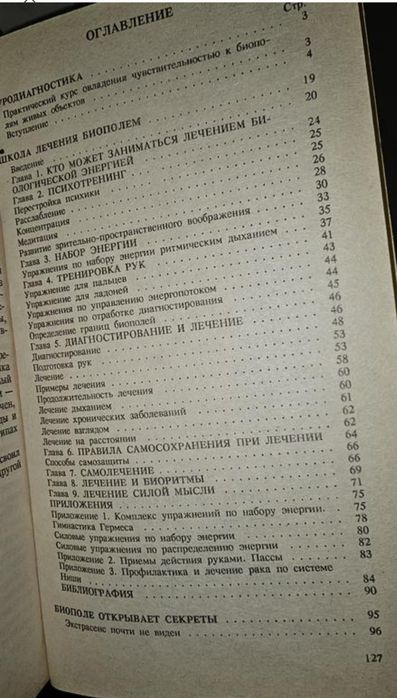 ОГЛАВЛЕНИЕ
Стр.
РОДИАГНОСТИКА 3
Практический курс овладения чувствительностью к биопо-
лям живых объектов 3
Вступление 4
ШКОЛА ЛЕЧЕНИЯ БИОПОЛЕМ 19
Введение 20
Глава 1. КТО МОЖЕТ ЗАНИМАТЬСЯ ЛЕЧЕНИЕМ БИ-
ОЛОГИЧЕСКОЙ ЭНЕРГИЕЙ 24
Глава 2. ПСИХОТРЕНИНГ 25
Перестройка психики 25
Расслабление 26
Концентрация 28
Медитация 30
Развитие зрительно-пространственного воображения 33
Глава 3. НАБОР ЭНЕРГИИ 35
Упражнения по набору энергии ритмическим дыханием 37
Глава 4. ТРЕНИРОВКА РУК 41
Упражнение для пальцев 43
Упражнение для ладоней 44
Упражнения по управлению энергопотоком 44
Упражнения по отработке диагностирования 45
Определение границ биополей 46
Глава 5. ДИАГНОСТИРОВАНИЕ И ЛЕЧЕНИЕ 46
Диагностирование 48
Подготовка рук 53
Лечение 53
Примеры лечения 58
Продолжительность лечения 60
Лечение дыханием 60
Лечение хронических заболеваний 61
Лечение взглядом 62
Лечение на расстоянии 62
Глава 6. ПРАВИЛА САМОСОХРАНЕНИЯ ПРИ ЛЕЧЕНИИ 64
Способы самозащиты 66
Глава 7. САМОЛЕЧЕНИЕ 66
Глава 8. ЛЕЧЕНИЕ И БИОРИТМЫ 69
Глава 9. ЛЕЧЕНИЕ СИЛОЙ МЫСЛИ 71
ПРИЛОЖЕНИЯ 75
Приложение 1. Комплекс упражнений по набору энергии.
Гимнастика Гермеса 75
Силовые упражнения по набору энергии 78
Силовые упражнения по распределению энергии 80
Приложение 2. Приемы действия руками. Пассы 82
Приложение 3. Профилактика и лечение рака по системе 83
Ниши 84
БИБЛИОГРАФИЯ 90
БИОПОЛЕ ОТКРЫВАЕТ СЕКРЕТЫ 95
Экстрасенс почти не виден 96
127